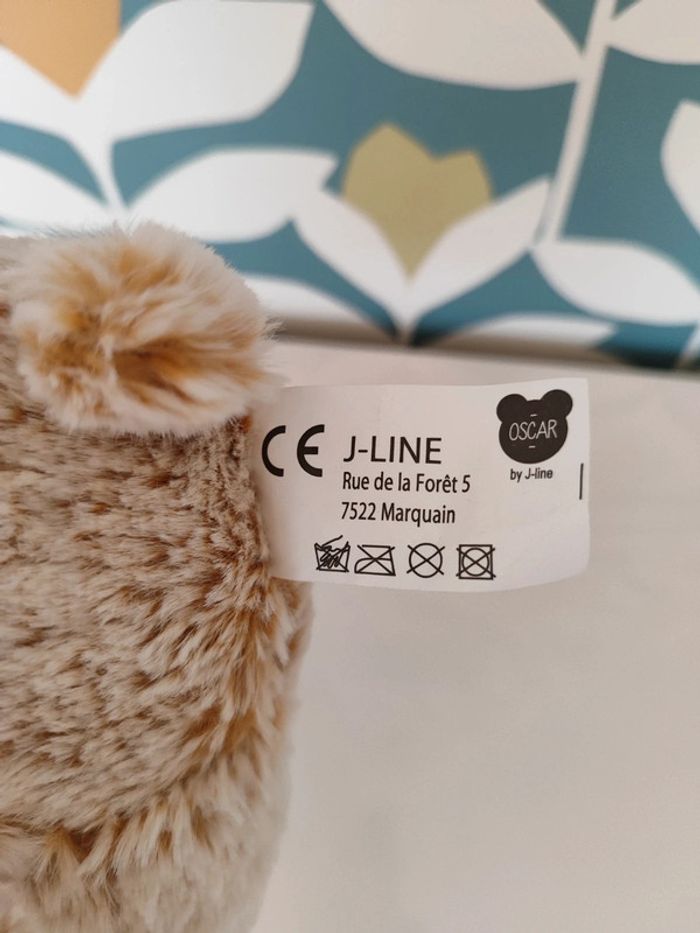 CE
J-LINE
Rue de la Forêt 5
7522 Marquain
OSCAR
by J-line